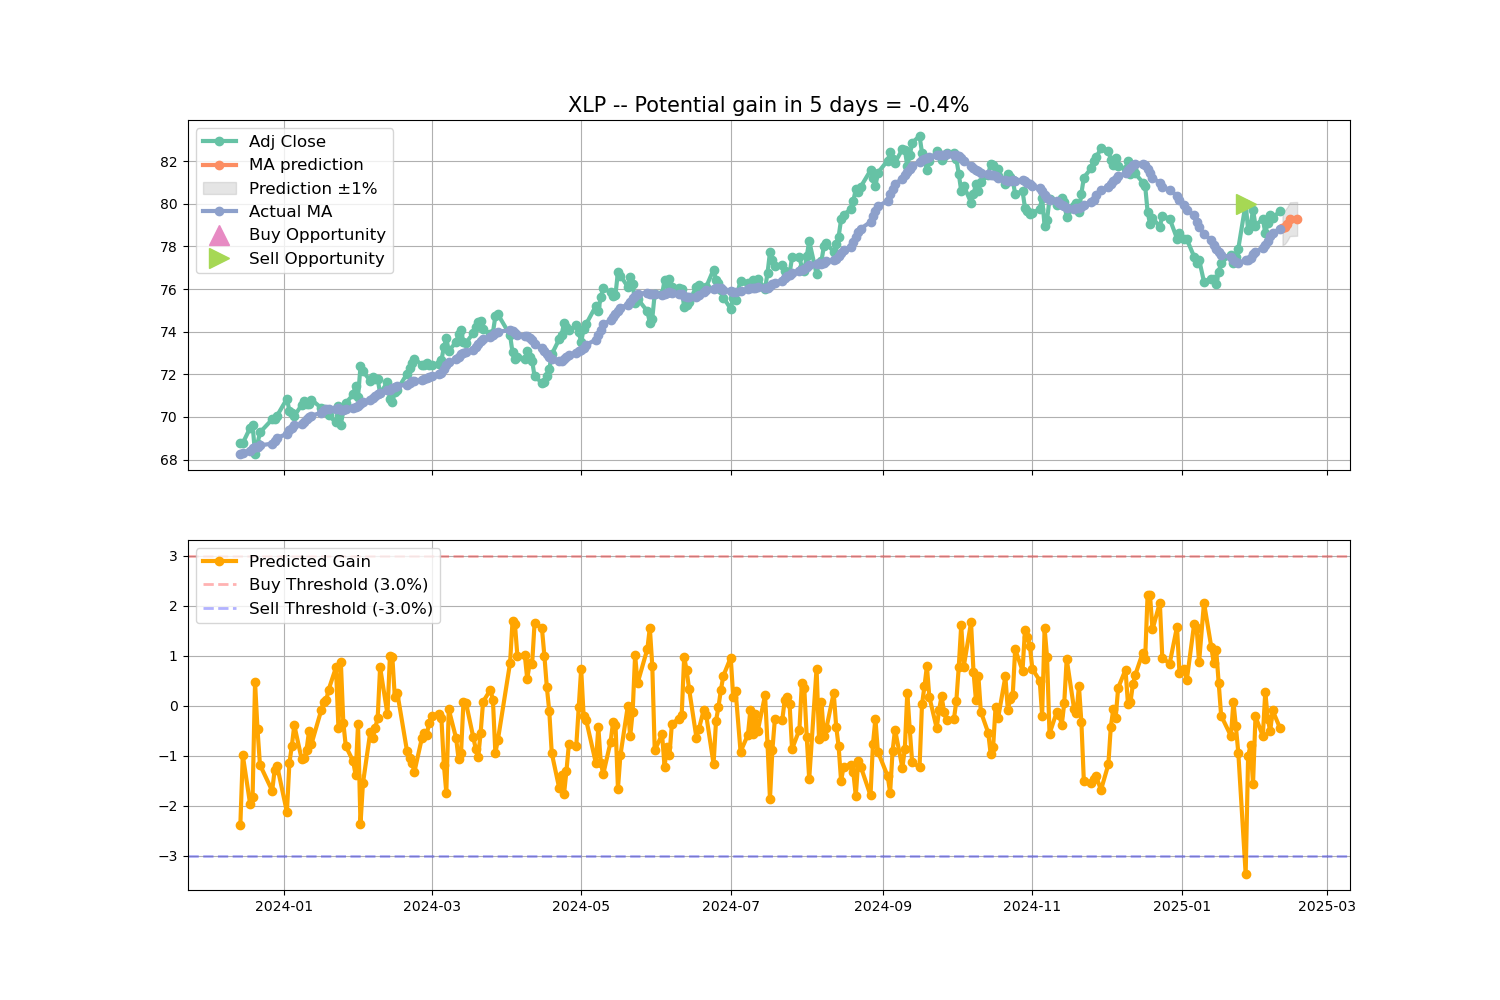 XLP -- Potential gain in 5 days = -0.4%
Adj Close
MA prediction
Prediction ±1%
Actual MA
Buy Opportunity
Sell Opportunity
82
80
78
76
74
72
70
68
Predicted Gain
Buy Threshold (3.0%)
Sell Threshold (-3.0%)
3
2
1
0
−1
−2
−3
2024-01 2024-03 2024-05 2024-07 2024-09 2024-11 2025-01 2025-03